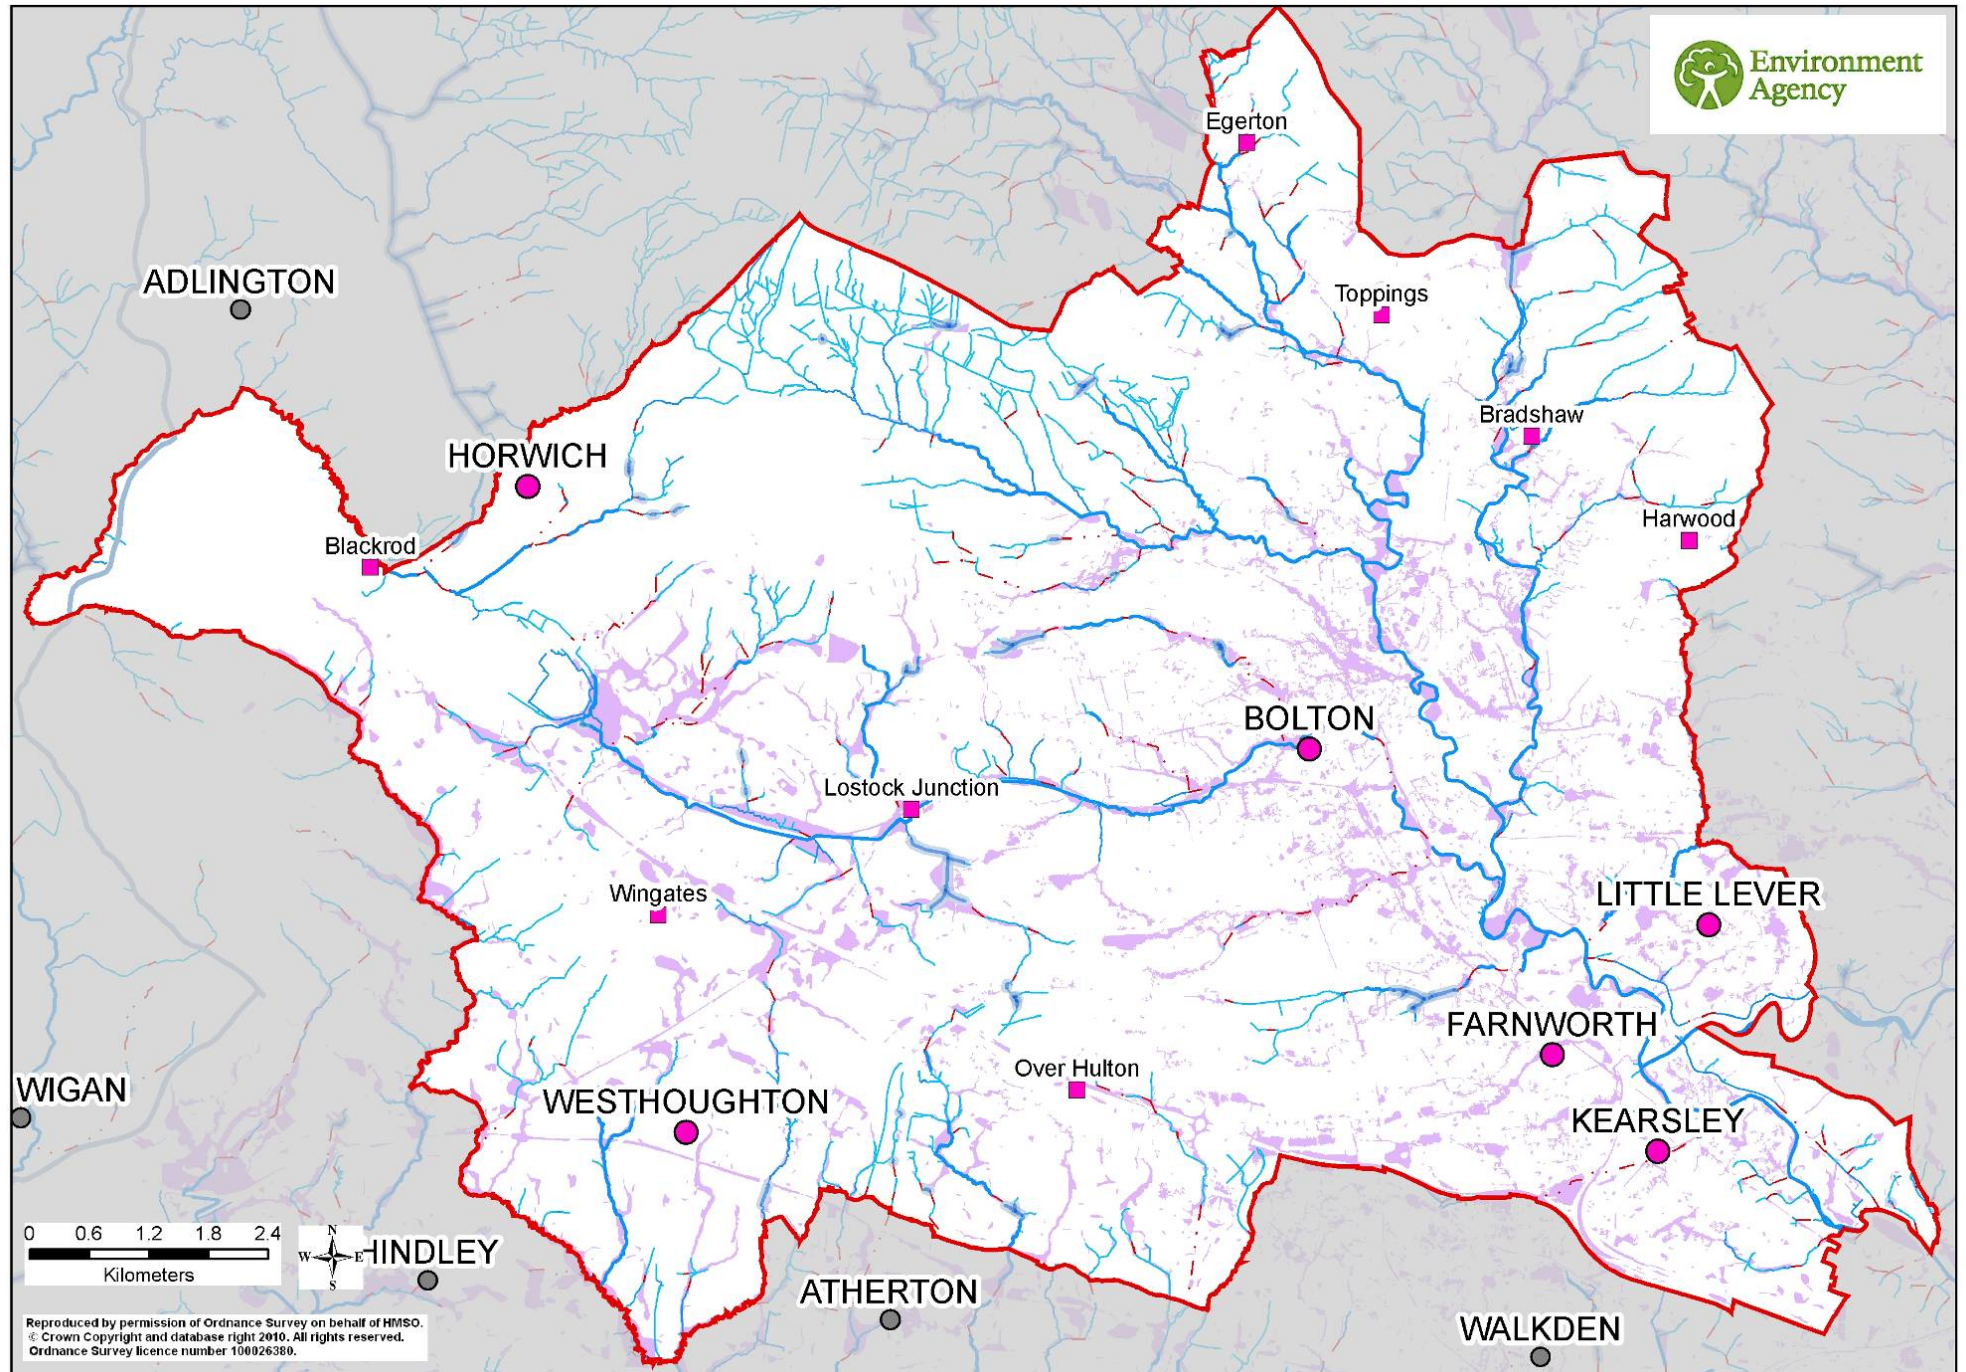 Environment
Agency
Egerton
ADLINGTON
Toppings
Bradshaw
HORWICH
Harwood
Blackrod
BOLTON
Lostock Junction
Wingates
LITTLE LEVER
FARNWORTH
Over Hulton
WIGAN
WESTHOUGHTON
KEARSLEY
0 0.6 1.2 1.8 2.4
Kilometers
N
W E
S
HINDLEY
ATHERTON
WALKDEN
Reproduced by permission of Ordnance Survey on behalf of HMSO.
© Crown Copyright and database right 2010. All rights reserved.
Ordnance Survey licence number 100026380.